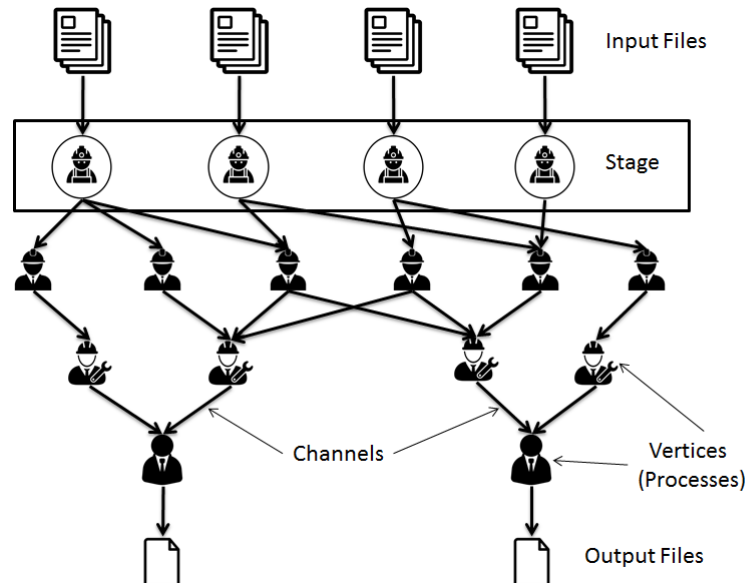 Input Files
Stage
Channels
Vertices
(Processes)
Output Files